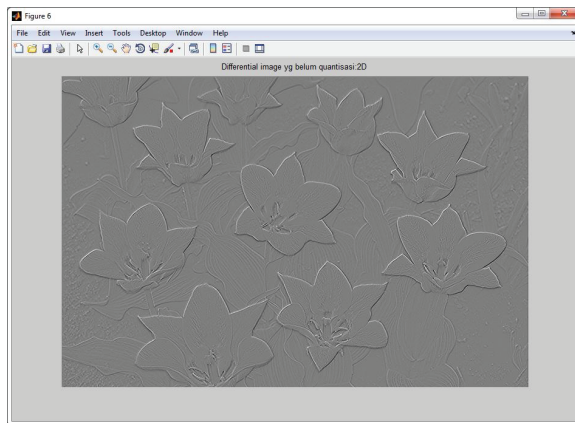 Figure 6
File Edit View Insert Tools Desktop Window Help
Differential image yg belum quantisasi:2D